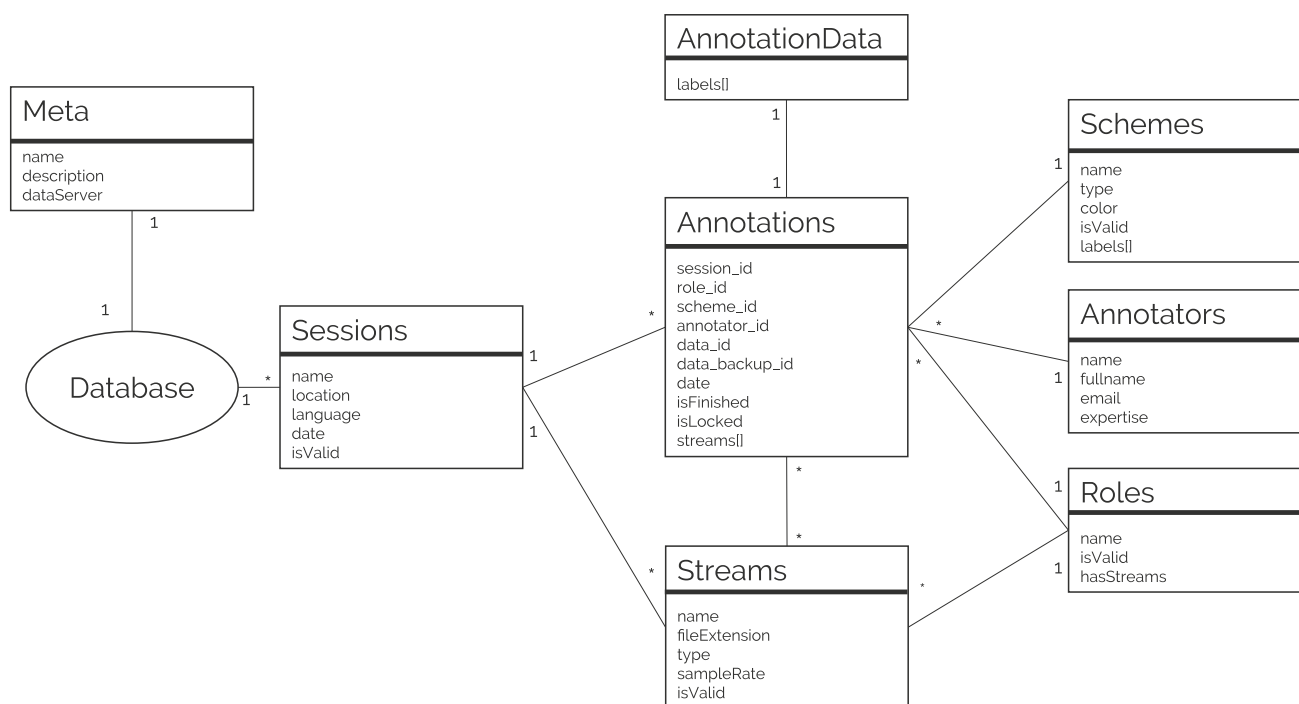 AnnotationData
labels[]
Meta
name
description
dataServer
1
1
Database
1
*
Sessions
name
location
language
date
isValid
1
1
1
1
Annotations
session_id
role_id
scheme_id
annotator_id
data_id
data_backup_id
date
isFinished
isLocked
streams[]
*
*
*
*
*
Streams
name
fileExtension
type
sampleRate
isValid
*
*
Schemes
name
type
color
isValid
labels[]
1
Annotators
name
fullname
email
expertise
1
Roles
name
isValid
hasStreams
1
1